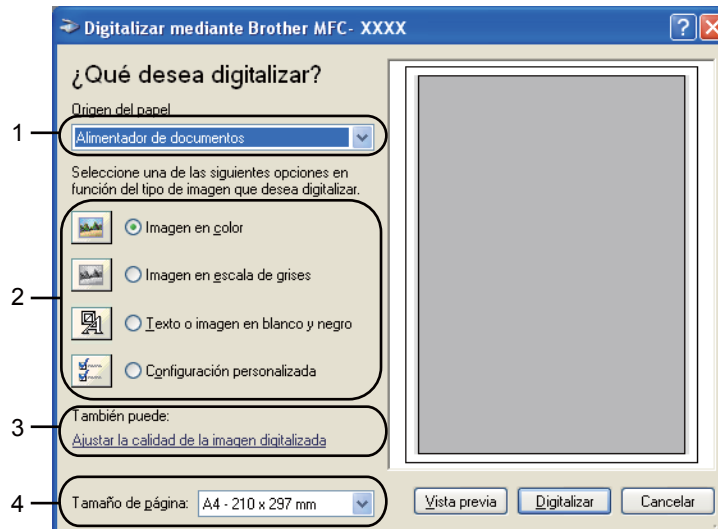 Digitalizar mediante Brother MFC- XXXX
¿Qué desea digitalizar?
Origen del papel
1
Alimentador de documentos
Seleccione una de las siguientes opciones en
función del tipo de imagen que desea digitalizar.
2
Imagen en color
Imagen en escala de grises
Texto o imagen en blanco y negro
Configuración personalizada
3
También puede:
Ajustar la calidad de la imagen digitalizada
4
Tamaño de página: A4 - 210 x 297 mm
Vista previa
Digitalizar
Cancelar